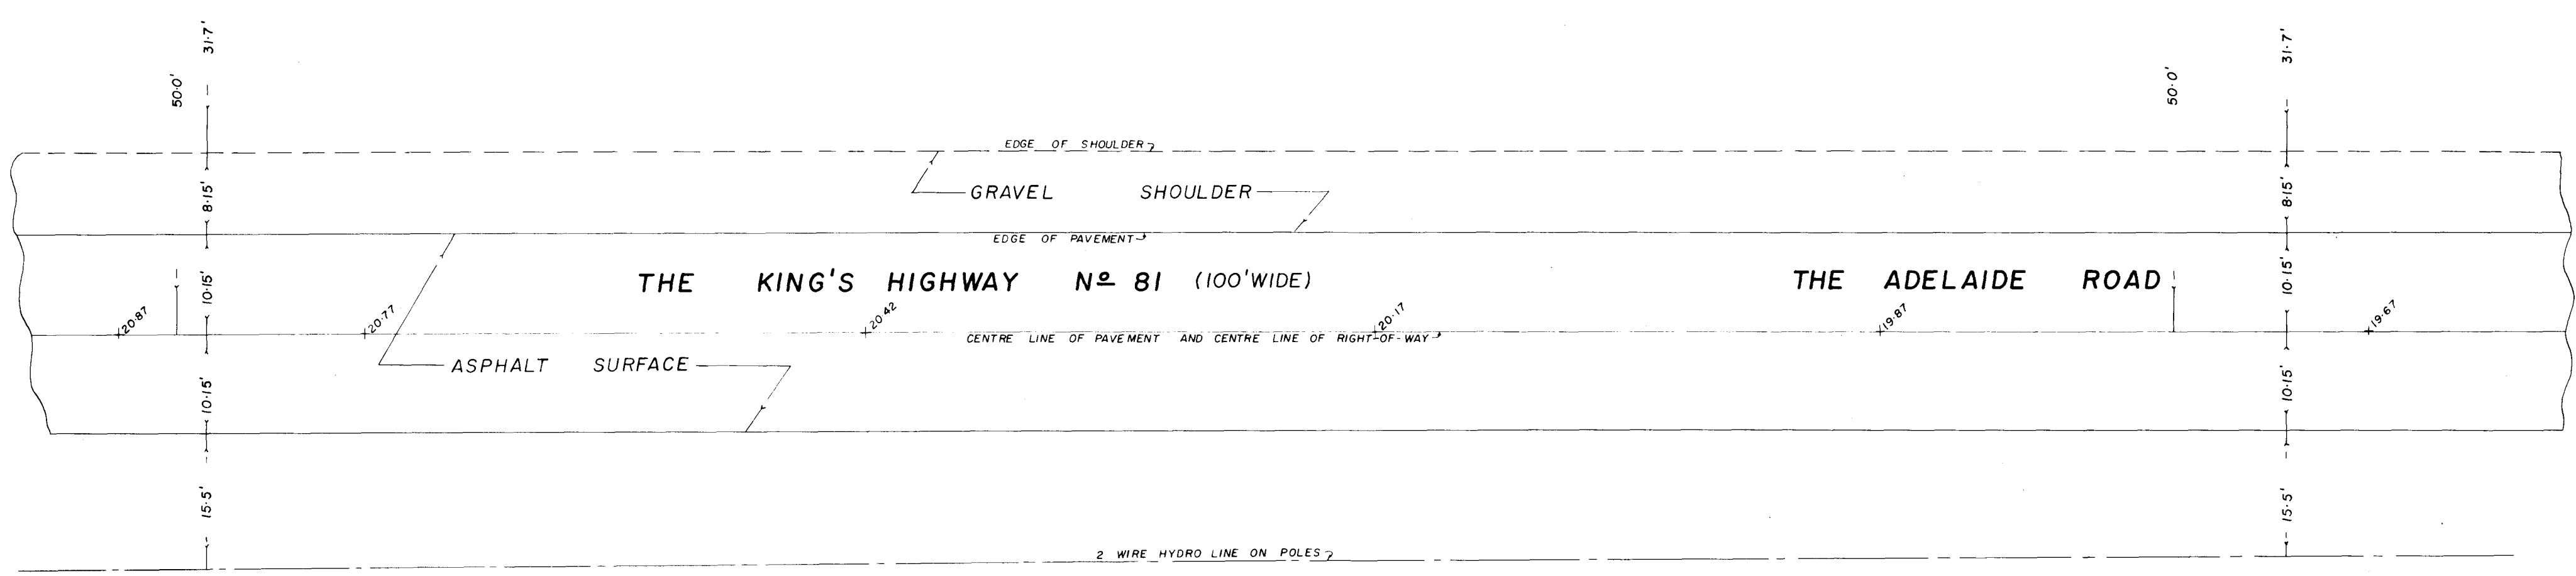 31.7'
31.7'
50.0'
50.0'
EDGE OF SHOULDER
8.15'
GRAVEL SHOULDER
8.15'
EDGE OF PAVEMENT
10.15'
THE KING'S HIGHWAY Nº 81 (100' WIDE)
THE ADELAIDE ROAD
10.15'
20.87
20.77
20.42
20.17
19.87
19.67
CENTRE LINE OF PAVEMENT AND CENTRE LINE OF RIGHT-OF-WAY
10.15'
ASPHALT SURFACE
10.15'
15.5'
15.5'
2 WIRE HYDRO LINE ON POLES